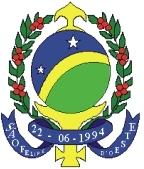 22 - 06 - 1994
SÃO FELIPE D'OESTE